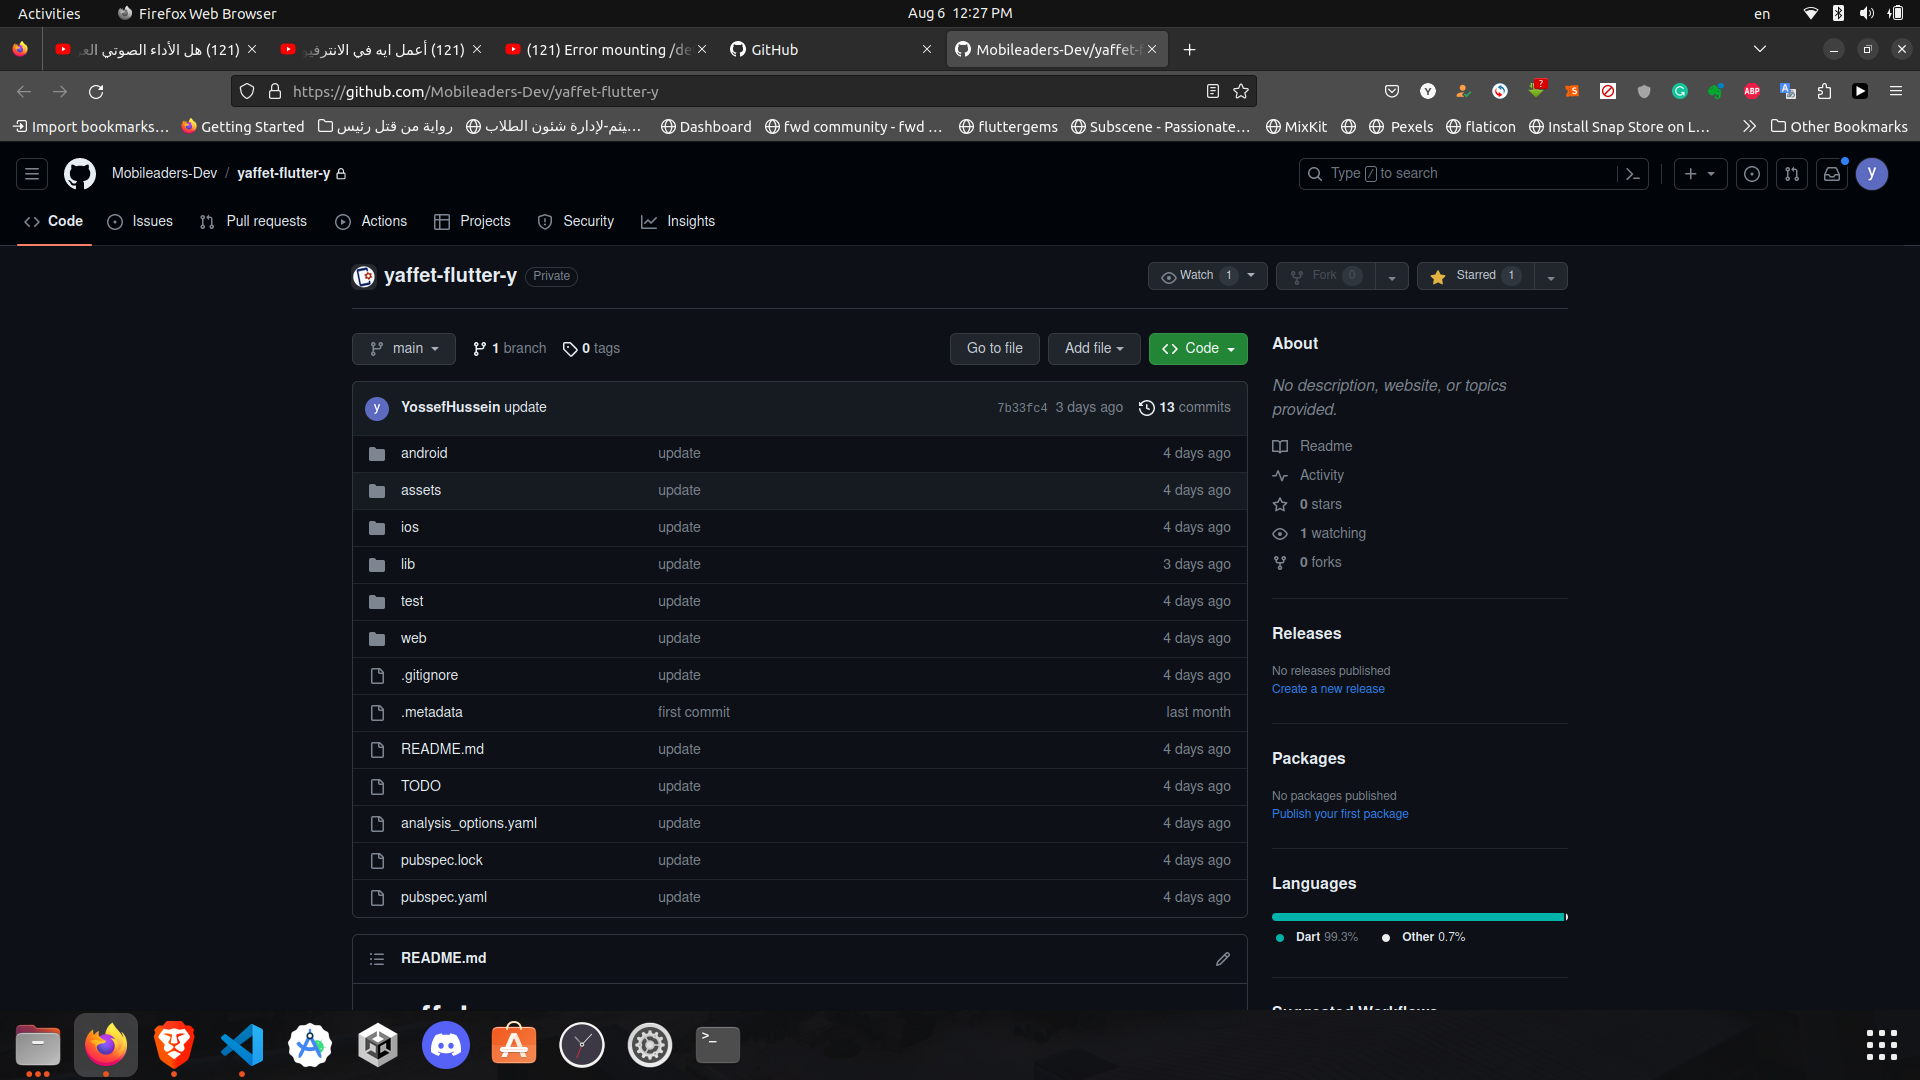 Activities Firefox Web Browser Aug 6 12:27 PM en
(121) هل الأداء الصوتي (121) أعمل ايه في الانترفيو (121) Error mounting /de GitHub Mobileaders-Dev/yaffet-f
https://github.com/Mobileaders-Dev/yaffet-flutter-y
Import bookmarks... Getting Started رواية من قتل رئيس... لإدارة شئون الطلاب... Dashboard fwd community - fwd ... fluttergems Subscene - Passionate... MixKit Pexels flaticon Install Snap Store on L... Other Bookmarks
Mobileaders-Dev / yaffet-flutter-y Type / to search y
Code Issues Pull requests Actions Projects Security Insights
yaffet-flutter-y Private Watch 1 Fork 0 Starred 1
main 1 branch 0 tags Go to file Add file Code
y YossefHussein update 7b33fc4 3 days ago 13 commits
android update 4 days ago
assets update 4 days ago
ios update 4 days ago
lib update 3 days ago
test update 4 days ago
web update 4 days ago
.gitignore update 4 days ago
.metadata first commit last month
README.md update 4 days ago
TODO update 4 days ago
analysis_options.yaml update 4 days ago
pubspec.lock update 4 days ago
pubspec.yaml update 4 days ago
README.md
About
No description, website, or topics
provided.
Readme
Activity
0 stars
1 watching
0 forks
Releases
No releases published
Create a new release
Packages
No packages published
Publish your first package
Languages
Dart 99.3% Other 0.7%